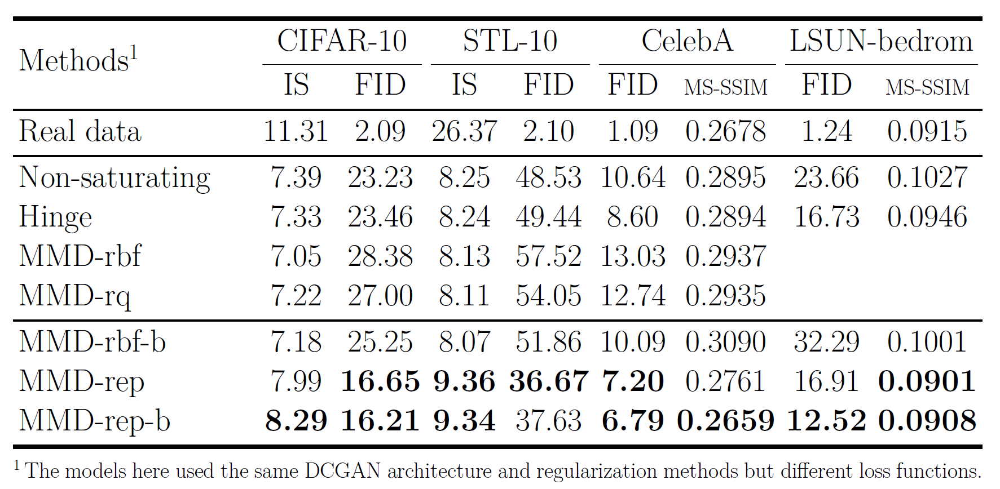 Methods¹ CIFAR-10 STL-10 CelebA LSUN-bedrom
IS FID IS FID FID MS-SSIM FID MS-SSIM
Real data 11.31 2.09 26.37 2.10 1.09 0.2678 1.24 0.0915
Non-saturating 7.39 23.23 8.25 48.53 10.64 0.2895 23.66 0.1027
Hinge 7.33 23.46 8.24 49.44 8.60 0.2894 16.73 0.0946
MMD-rbf 7.05 28.38 8.13 57.52 13.03 0.2937
MMD-rq 7.22 27.00 8.11 54.05 12.74 0.2935
MMD-rbf-b 7.18 25.25 8.07 51.86 10.09 0.3090 32.29 0.1001
MMD-rep 7.99 16.65 9.36 36.67 7.20 0.2761 16.91 0.0901
MMD-rep-b 8.29 16.21 9.34 37.63 6.79 0.2659 12.52 0.0908
¹ The models here used the same DCGAN architecture and regularization methods but different loss functions.